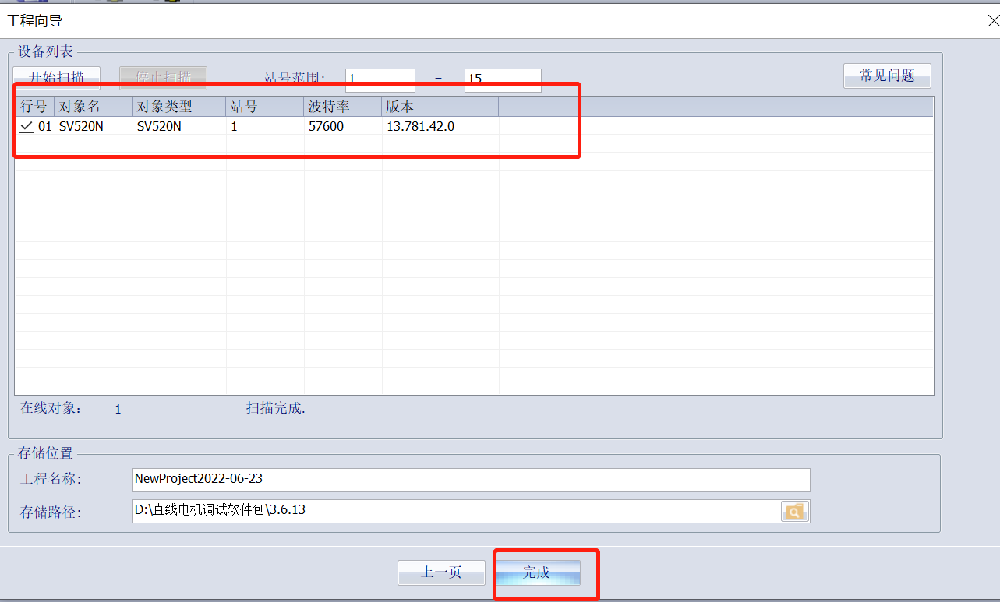 工程向导
设备列表
开始扫描 停止扫描 站号范围: 1 - 15 常见问题
行号 对象名 对象类型 站号 波特率 版本
01 SV520N SV520N 1 57600 13.781.42.0
在线对象: 1 扫描完成.
存储位置
工程名称: NewProject2022-06-23
存储路径: D:\直线电机调试软件包\3.6.13
上一页 完成